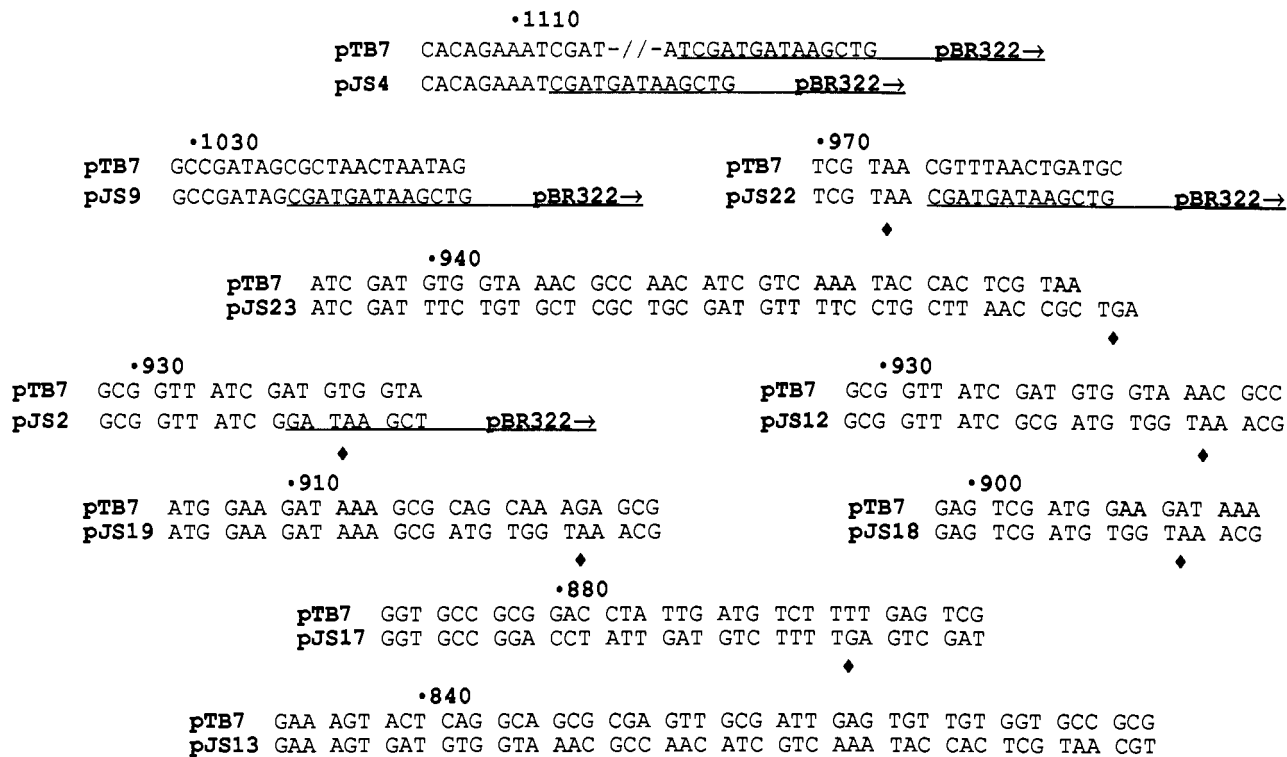 •1110
pTB7 CACAGAAATCGAT-//-ATCGATGATAAGCTG pBR322→
pJS4 CACAGAAATCGATGATAAGCTG pBR322→
•1030 •970
pTB7 GCCGATAGCGCTAACTAATAG pTB7 TCG TAA CGTTTAACTGATGC
pJS9 GCCGATAGCGATGATAAGCTG pBR322→ pJS22 TCG TAA CGATGATAAGCTG pBR322→
♦
•940
pTB7 ATC GAT GTG GTA AAC GCC AAC ATC GTC AAA TAC CAC TCG TAA
pJS23 ATC GAT TTC TGT GCT CGC TGC GAT GTT TTC CTG CTT AAC CGC TGA
♦
•930 •930
pTB7 GCG GTT ATC GAT GTG GTA pTB7 GCG GTT ATC GAT GTG GTA AAC GCC
pJS2 GCG GTT ATC GGA TAA GCT pBR322→ pJS12 GCG GTT ATC GCG ATG TGG TAA ACG
♦ ♦
•910 •900
pTB7 ATG GAA GAT AAA GCG CAG CAA AGA GCG pTB7 GAG TCG ATG GAA GAT AAA
pJS19 ATG GAA GAT AAA GCG ATG TGG TAA ACG pJS18 GAG TCG ATG TGG TAA ACG
♦ ♦
•880
pTB7 GGT GCC GCG GAC CTA TTG ATG TCT TTT GAG TCG
pJS17 GGT GCC GGA CCT ATT GAT GTC TTT TGA GTC GAT
♦
•840
pTB7 GAA AGT ACT CAG GCA GCG CGA GTT GCG ATT GAG TGT TGT GGT GCC GCG
pJS13 GAA AGT GAT GTG GTA AAC GCC AAC ATC GTC AAA TAC CAC TCG TAA CGT